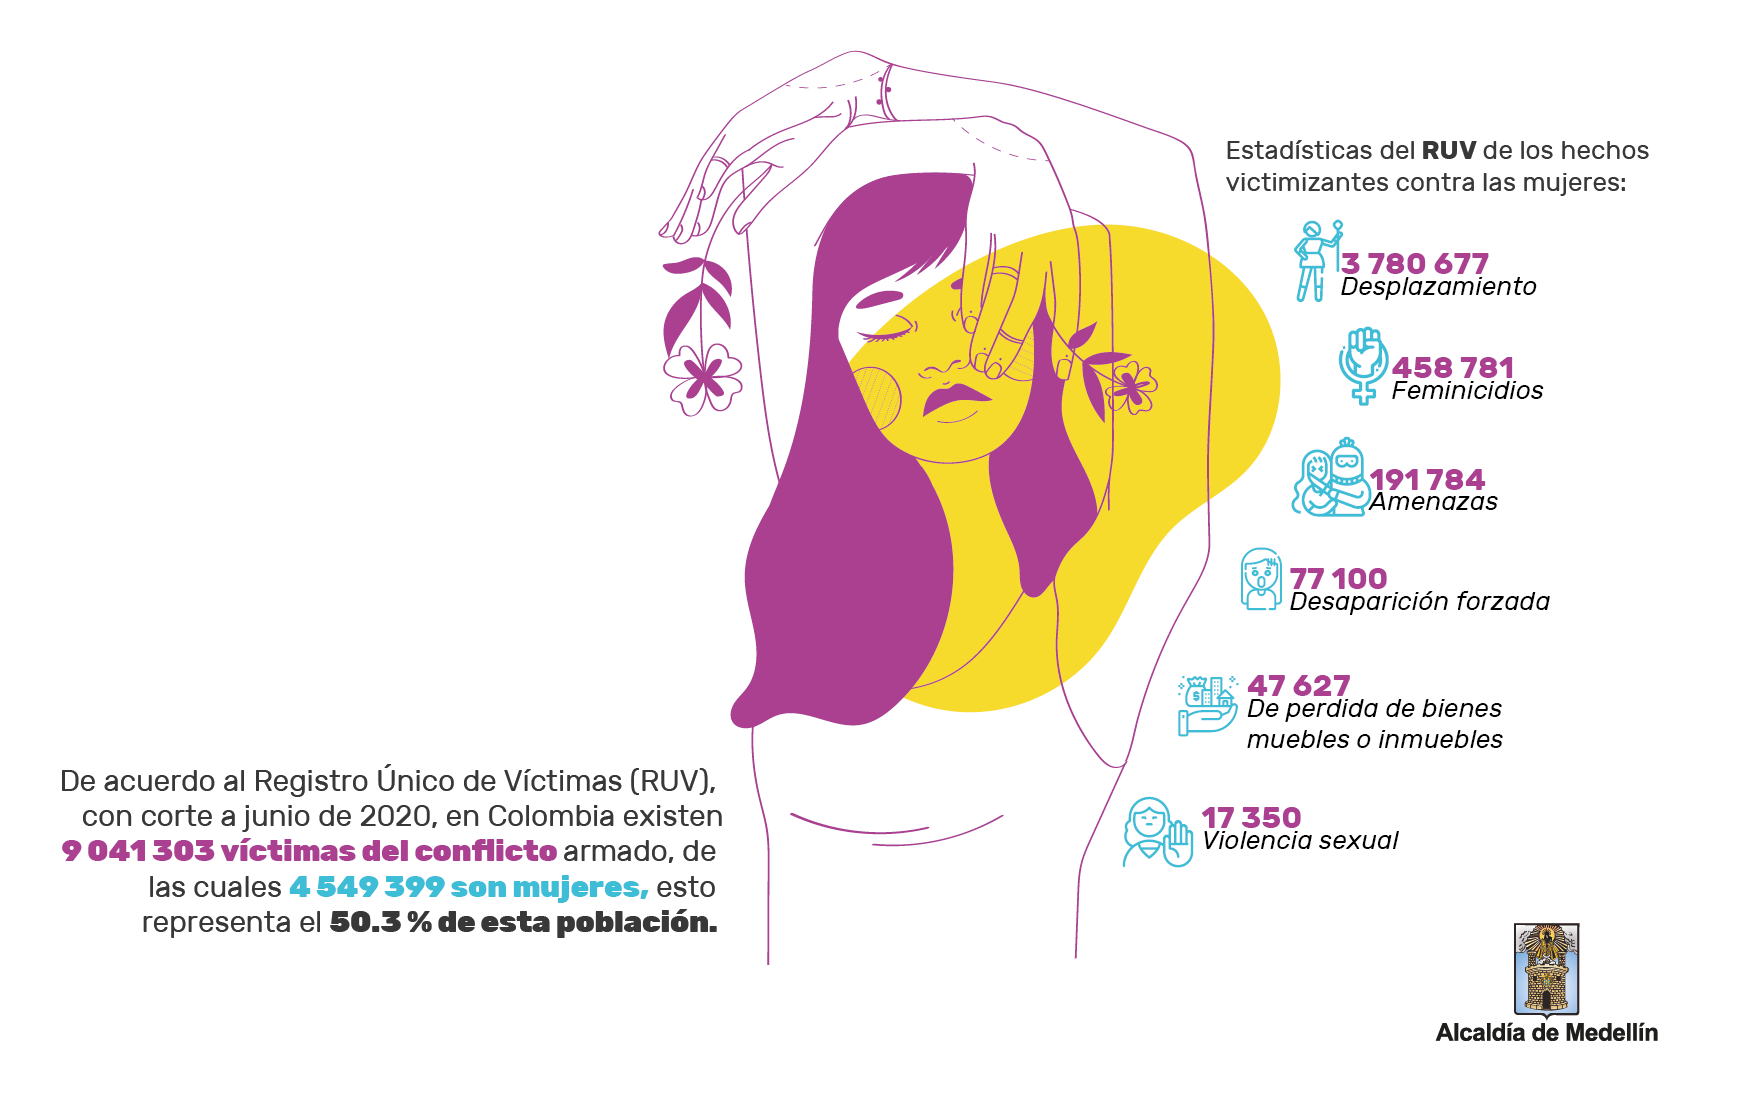 Estadísticas del RUV de los hechos
victimizantes contra las mujeres:
3 780 677
Desplazamiento
458 781
Feminicidios
191 784
Amenazas
77 100
Desaparición forzada
47 627
De perdida de bienes
muebles o inmuebles
17 350
Violencia sexual
De acuerdo al Registro Único de Víctimas (RUV),
con corte a junio de 2020, en Colombia existen
9 041 303 víctimas del conflicto armado, de
las cuales 4 549 399 son mujeres, esto
representa el 50.3 % de esta población.
Alcaldía de Medellín